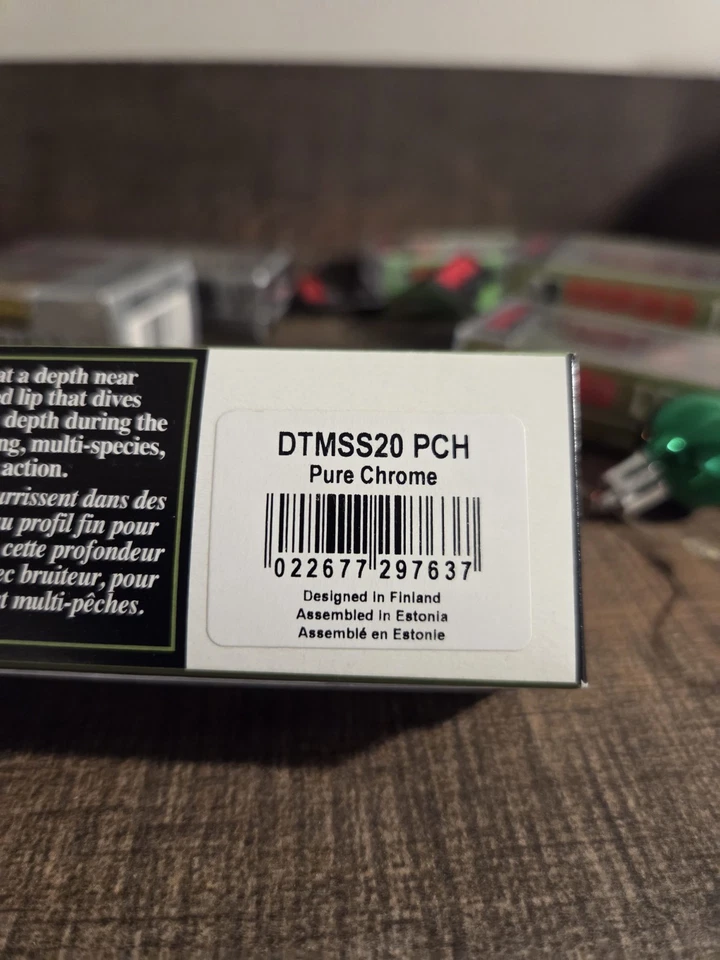 at a depth near
d lip that dives
depth during the
ng, multi-species,
action.
urrissent dans des
u profil fin pour
cette profondeur
ec bruiteur, pour
t multi-pêches.
DTMSS20 PCH
Pure Chrome
022677 297637
Designed in Finland
Assembled in Estonia
Assemblé en Estonie